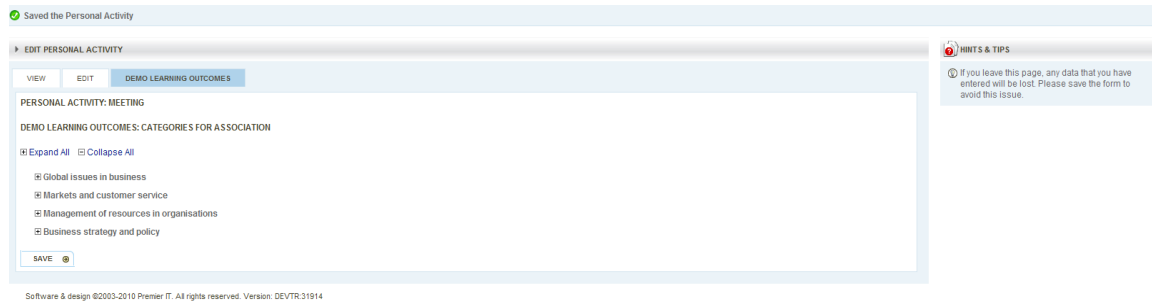 Saved the Personal Activity
EDIT PERSONAL ACTIVITY
VIEW EDIT DEMO LEARNING OUTCOMES
PERSONAL ACTIVITY: MEETING
DEMO LEARNING OUTCOMES: CATEGORIES FOR ASSOCIATION
Expand All Collapse All
Global issues in business
Markets and customer service
Management of resources in organisations
Business strategy and policy
SAVE
HINTS & TIPS
If you leave this page, any data that you have
entered will be lost. Please save the form to
avoid this issue.
Software & design ©2003-2010 Premier IT. All rights reserved. Version: DEVTR:31914